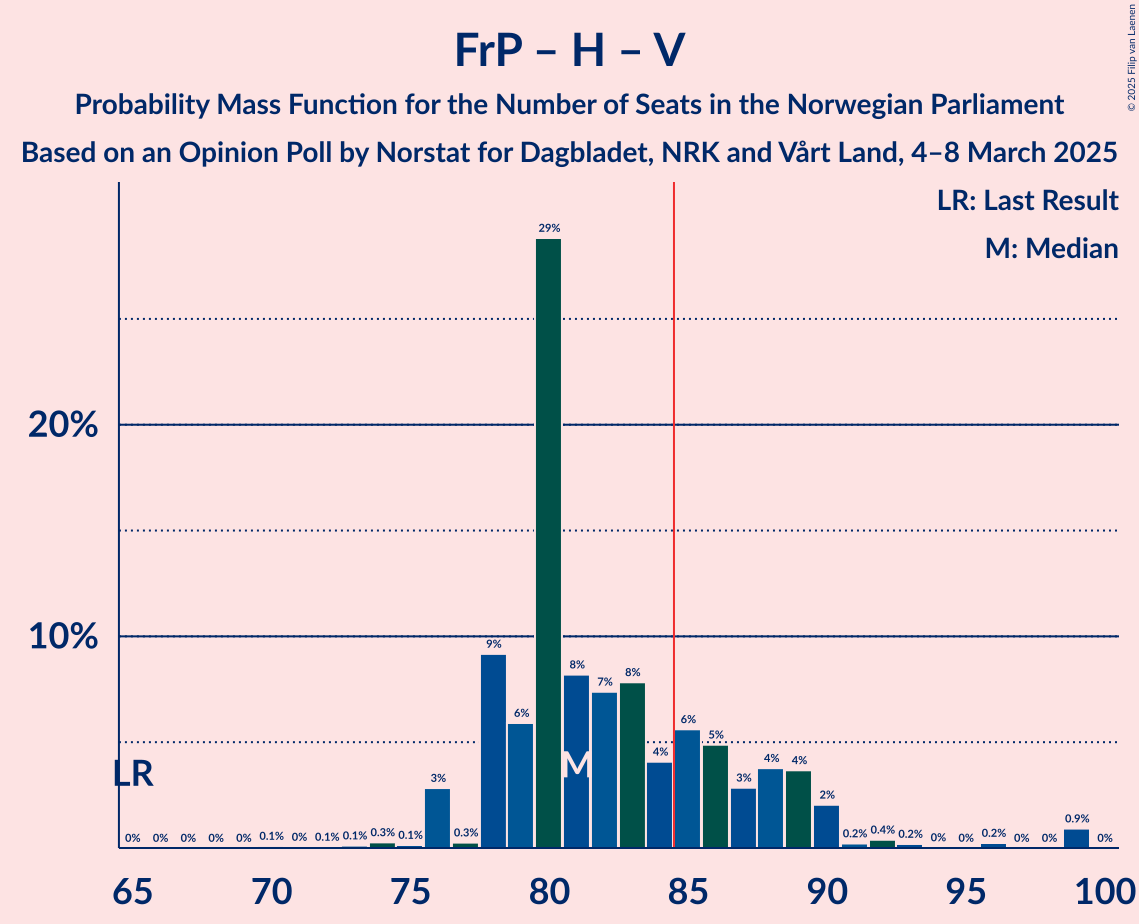 FrP – H – V
Probability Mass Function for the Number of Seats in the Norwegian Parliament
Based on an Opinion Poll by Norstat for Dagbladet, NRK and Vårt Land, 4–8 March 2025
© 2025 Filip van Laenen
LR: Last Result
M: Median
20%
10%
LR
M
0% 0% 0% 0% 0% 0.1% 0% 0.1% 0.1% 0.3% 0.1% 3% 0.3% 9% 6% 29% 8% 7% 8% 4% 6% 5% 3% 4% 4% 2% 0.2% 0.4% 0.2% 0% 0% 0.2% 0% 0% 0.9% 0%
65 70 75 80 85 90 95 100